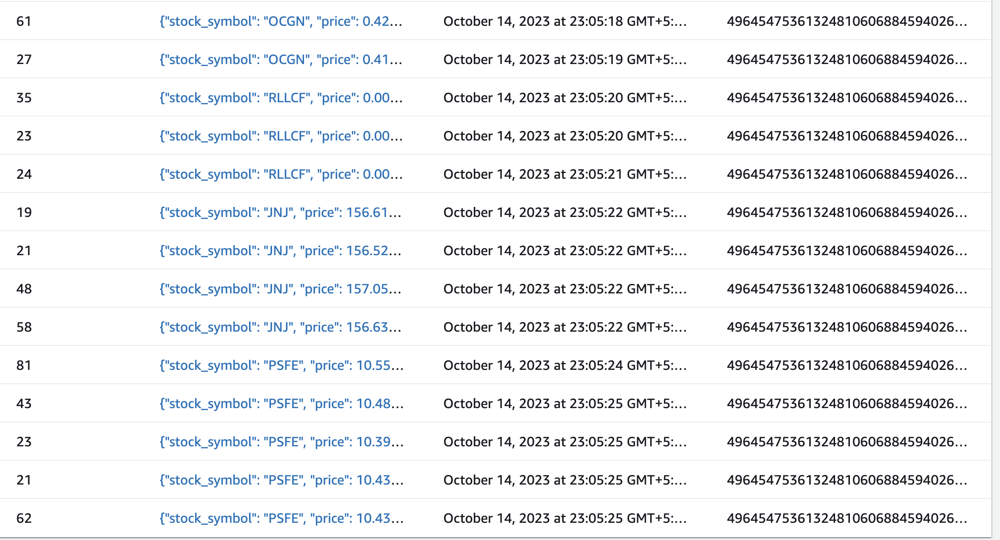 61 {"stock_symbol": "OCGN", "price": 0.42... October 14, 2023 at 23:05:18 GMT+5:...49645475361324810606884594026...
27 {"stock_symbol": "OCGN", "price": 0.41... October 14, 2023 at 23:05:19 GMT+5:... 49645475361324810606884594026...
35 {"stock_symbol": "RLLCF", "price": 0.00... October 14, 2023 at 23:05:20 GMT+5:... 49645475361324810606884594026...
23 {"stock_symbol": "RLLCF", "price": 0.00... October 14, 2023 at 23:05:20 GMT+5:... 49645475361324810606884594026...
24 {"stock_symbol": "RLLCF", "price": 0.00... October 14, 2023 at 23:05:21 GMT+5:... 49645475361324810606884594026...
19 {"stock_symbol": "JNJ", "price": 156.61... October 14, 2023 at 23:05:22 GMT+5:... 49645475361324810606884594026...
21 {"stock_symbol": "JNJ", "price": 156.52... October 14, 2023 at 23:05:22 GMT+5:... 49645475361324810606884594026...
48 {"stock_symbol": "JNJ", "price": 157.05... October 14, 2023 at 23:05:22 GMT+5:... 49645475361324810606884594026...
58 {"stock_symbol": "JNJ", "price": 156.63... October 14, 2023 at 23:05:22 GMT+5:... 49645475361324810606884594026...
81 {"stock_symbol": "PSFE", "price": 10.55... October 14, 2023 at 23:05:24 GMT+5:... 49645475361324810606884594026...
43 {"stock_symbol": "PSFE", "price": 10.48... October 14, 2023 at 23:05:25 GMT+5:... 49645475361324810606884594026...
23 {"stock_symbol": "PSFE", "price": 10.39... October 14, 2023 at 23:05:25 GMT+5:... 49645475361324810606884594026...
21 {"stock_symbol": "PSFE", "price": 10.43... October 14, 2023 at 23:05:25 GMT+5:... 49645475361324810606884594026...
62 {"stock_symbol": "PSFE", "price": 10.43... October 14, 2023 at 23:05:25 GMT+5:... 49645475361324810606884594026...